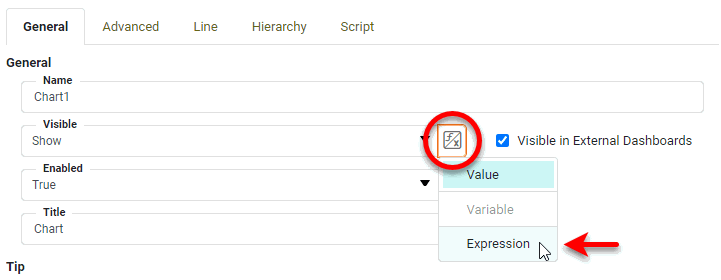 General Advanced Line Hierarchy Script
General
Name
Chart1
Visible
Show
Visible in External Dashboards
Enabled
True
Value
Variable
Title
Chart
Expression
Tip